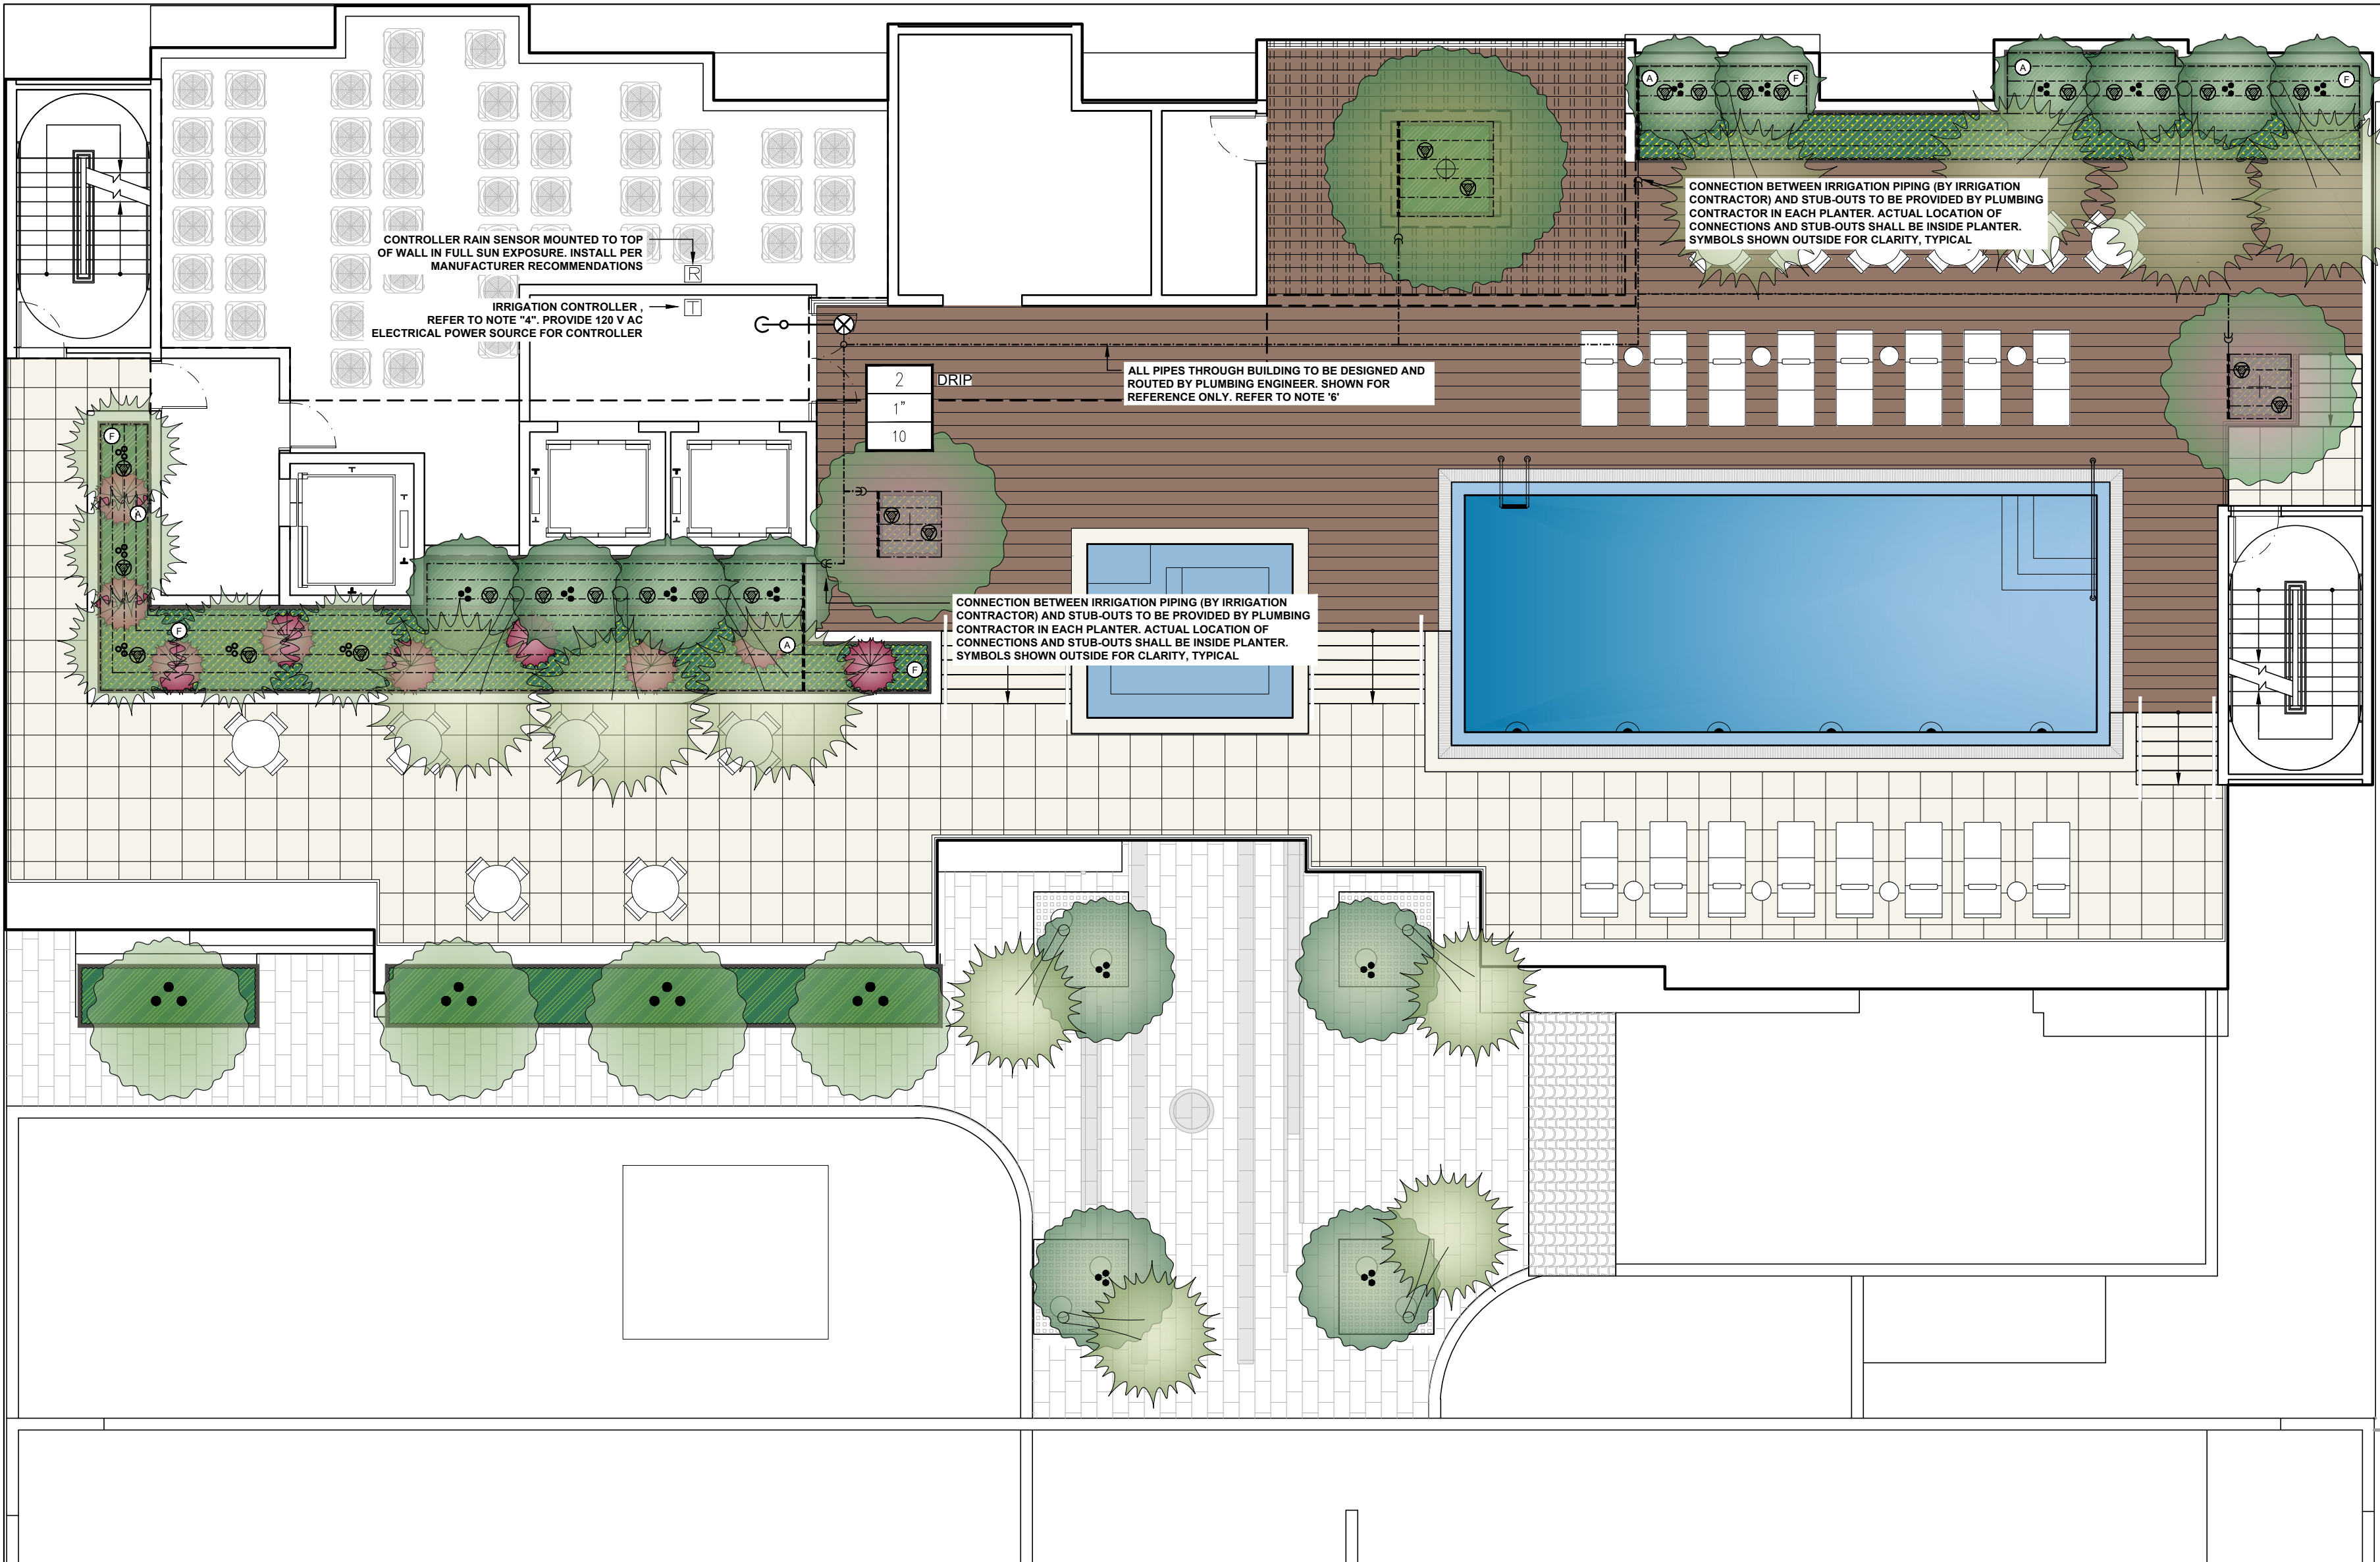 A
F
A
F
CONNECTION BETWEEN IRRIGATION PIPING (BY IRRIGATION
CONTRACTOR) AND STUB-OUTS TO BE PROVIDED BY PLUMBING
CONTRACTOR IN EACH PLANTER. ACTUAL LOCATION OF
CONNECTIONS AND STUB-OUTS SHALL BE INSIDE PLANTER.
SYMBOLS SHOWN OUTSIDE FOR CLARITY, TYPICAL
CONTROLLER RAIN SENSOR MOUNTED TO TOP
OF WALL IN FULL SUN EXPOSURE. INSTALL PER
MANUFACTURER RECOMMENDATIONS
R
IRRIGATION CONTROLLER ,
REFER TO NOTE "4". PROVIDE 120 V AC
ELECTRICAL POWER SOURCE FOR CONTROLLER
T
ALL PIPES THROUGH BUILDING TO BE DESIGNED AND
ROUTED BY PLUMBING ENGINEER. SHOWN FOR
REFERENCE ONLY. REFER TO NOTE '6'
2
DRIP
1"
10
F
A
CONNECTION BETWEEN IRRIGATION PIPING (BY IRRIGATION
CONTRACTOR) AND STUB-OUTS TO BE PROVIDED BY PLUMBING
CONTRACTOR IN EACH PLANTER. ACTUAL LOCATION OF
CONNECTIONS AND STUB-OUTS SHALL BE INSIDE PLANTER.
SYMBOLS SHOWN OUTSIDE FOR CLARITY, TYPICAL
F
A
F